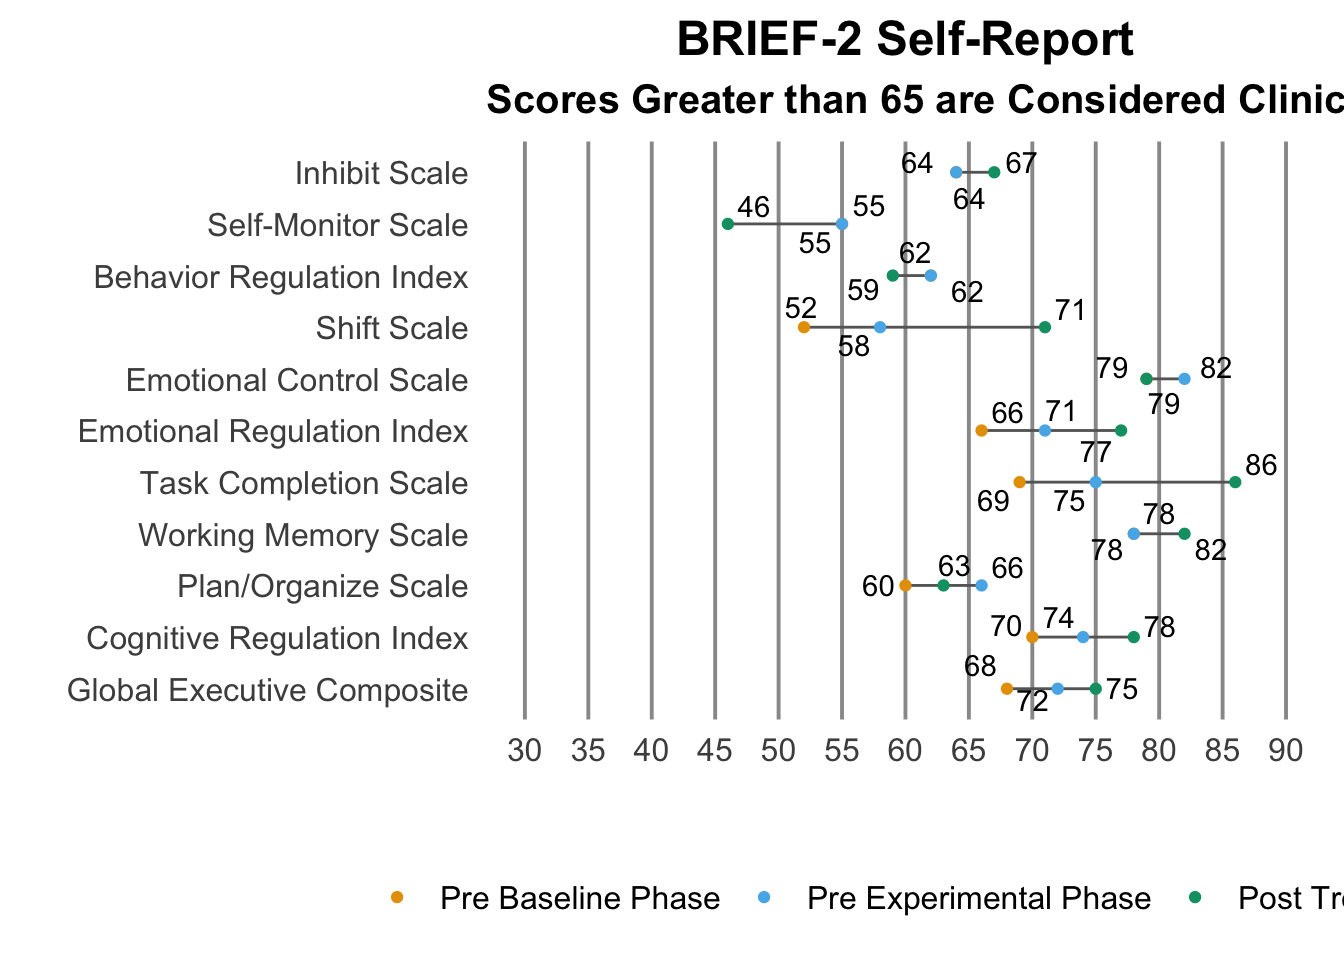 BRIEF-2 Self-Report
Scores Greater than 65 are Considered Clinic
Inhibit Scale 64 64 67
Self-Monitor Scale 46 55 55
Behavior Regulation Index 59 62 62
Shift Scale 52 58 71
Emotional Control Scale 79 79 82
Emotional Regulation Index 66 71 77
Task Completion Scale 69 75 86
Working Memory Scale 78 78 82
Plan/Organize Scale 60 63 66
Cognitive Regulation Index 70 74 78
Global Executive Composite 68 72 75
30 35 40 45 50 55 60 65 70 75 80 85 90
Pre Baseline Phase Pre Experimental Phase Post Tr